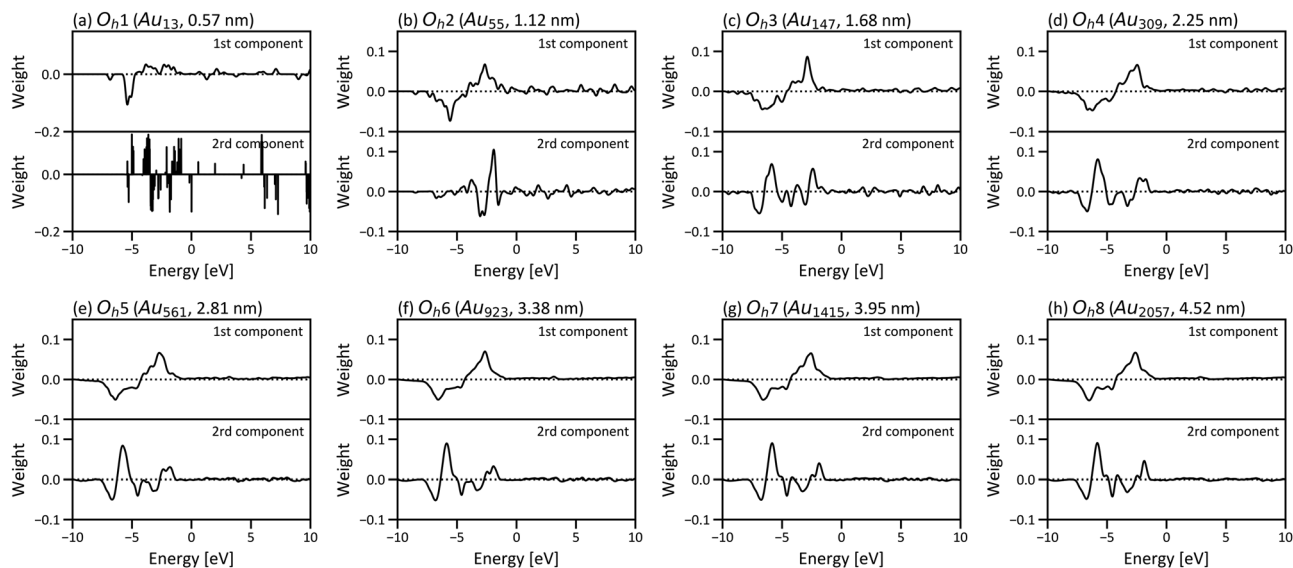 (a) Oh1 (Au13, 0.57 nm)
1st component
0.0
Weight
−0.2
2rd component
0.0
Weight
−0.2
−10 −5 0 5 10
Energy [eV]
(b) Oh2 (Au55, 1.12 nm)
1st component
0.1
0.0
Weight
−0.1
2rd component
0.1
0.0
Weight
−0.1
−10 −5 0 5 10
Energy [eV]
(c) Oh3 (Au147, 1.68 nm)
1st component
0.1
0.0
Weight
−0.1
2rd component
0.1
0.0
Weight
−0.1
−10 −5 0 5 10
Energy [eV]
(d) Oh4 (Au309, 2.25 nm)
1st component
0.1
0.0
Weight
−0.1
2rd component
0.1
0.0
Weight
−0.1
−10 −5 0 5 10
Energy [eV]
(e) Oh5 (Au561, 2.81 nm)
1st component
0.1
0.0
Weight
−0.1
2rd component
0.1
0.0
Weight
−0.1
−10 −5 0 5 10
Energy [eV]
(f) Oh6 (Au923, 3.38 nm)
1st component
0.1
0.0
Weight
−0.1
2rd component
0.1
0.0
Weight
−0.1
−10 −5 0 5 10
Energy [eV]
(g) Oh7 (Au1415, 3.95 nm)
1st component
0.1
0.0
Weight
−0.1
2rd component
0.1
0.0
Weight
−0.1
−10 −5 0 5 10
Energy [eV]
(h) Oh8 (Au2057, 4.52 nm)
1st component
0.1
0.0
Weight
−0.1
2rd component
0.1
0.0
Weight
−0.1
−10 −5 0 5 10
Energy [eV]